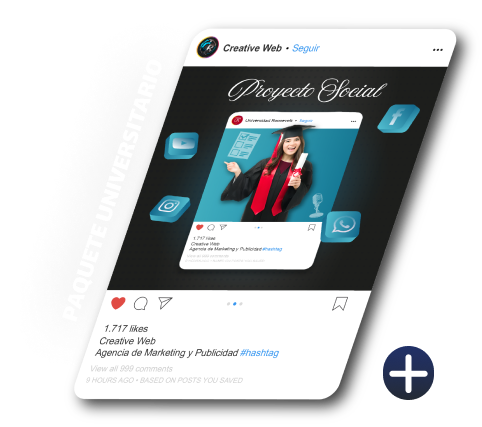 PAQUETE UNIVERSITARIO
Creative Web • Seguir
Proyecto Social
Universidad Roosevelt • Seguir
1.717 likes
Creative Web
Agencia de Marketing y Publicidad #hashtag
1.717 likes
Creative Web
Agencia de Marketing y Publicidad #hashtag
View all 999 comments
9 HOURS AGO • BASED ON POSTS YOU SAVED